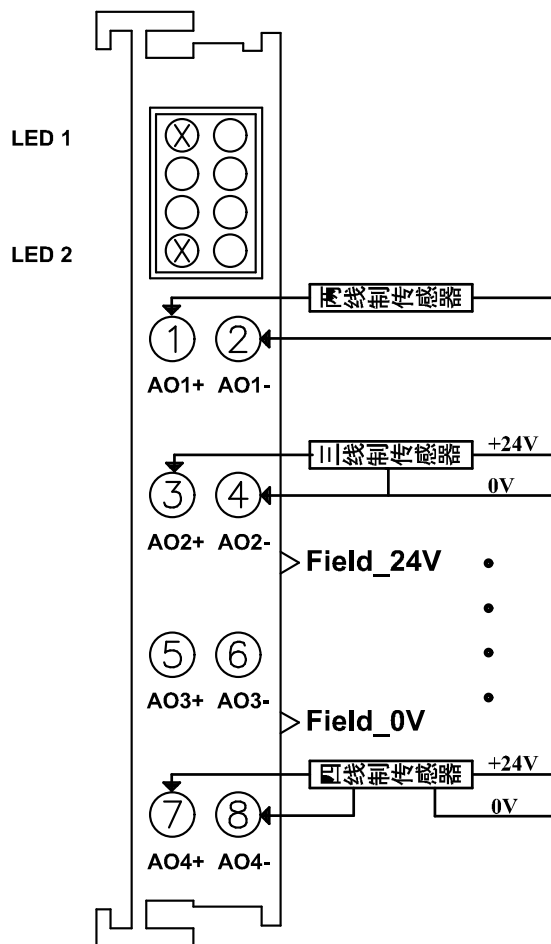 LED 1
LED 2
两线制传感器
① ②
AO1+ AO1-
三线制传感器 +24V
0V
③ ④
AO2+ AO2-
Field_24V
⑤ ⑥
AO3+ AO3-
Field_0V
四线制传感器 +24V
0V
⑦ ⑧
AO4+ AO4-